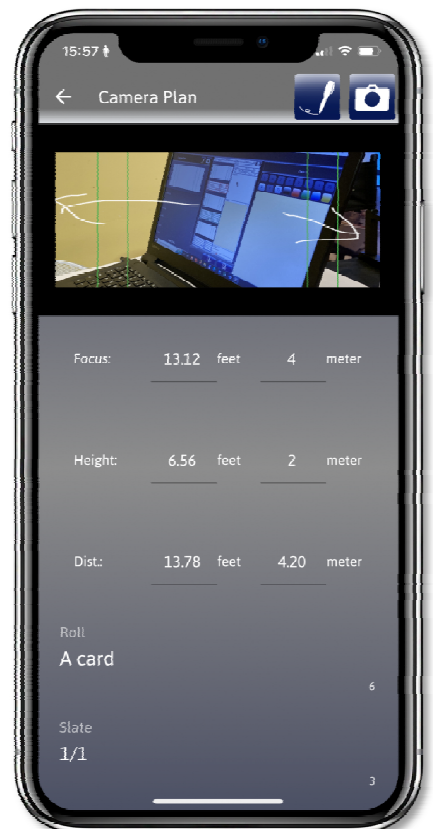 15:57
Camera Plan
Focus: 13.12 feet 4 meter
Height: 6.56 feet 2 meter
Dist.: 13.78 feet 4.20 meter
Roll
A card
6
Slate
1/1
3